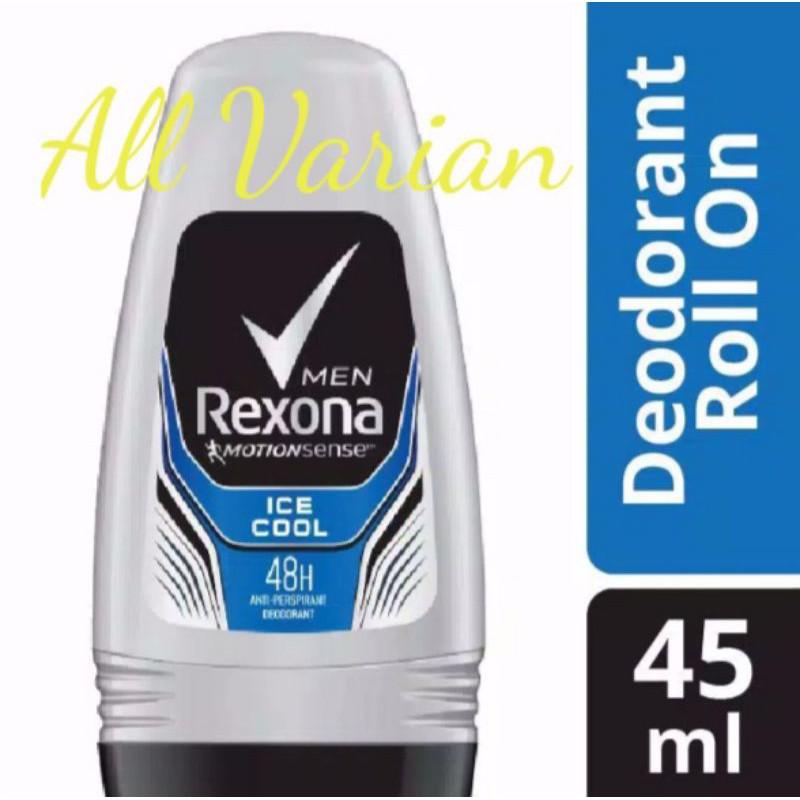 All Varian
MEN
Rexona
MOTIONsense
ICE
COOL
48H
ANTI-PERSPIRANT
DEODORANT
Deodorant
Roll On
45
ml